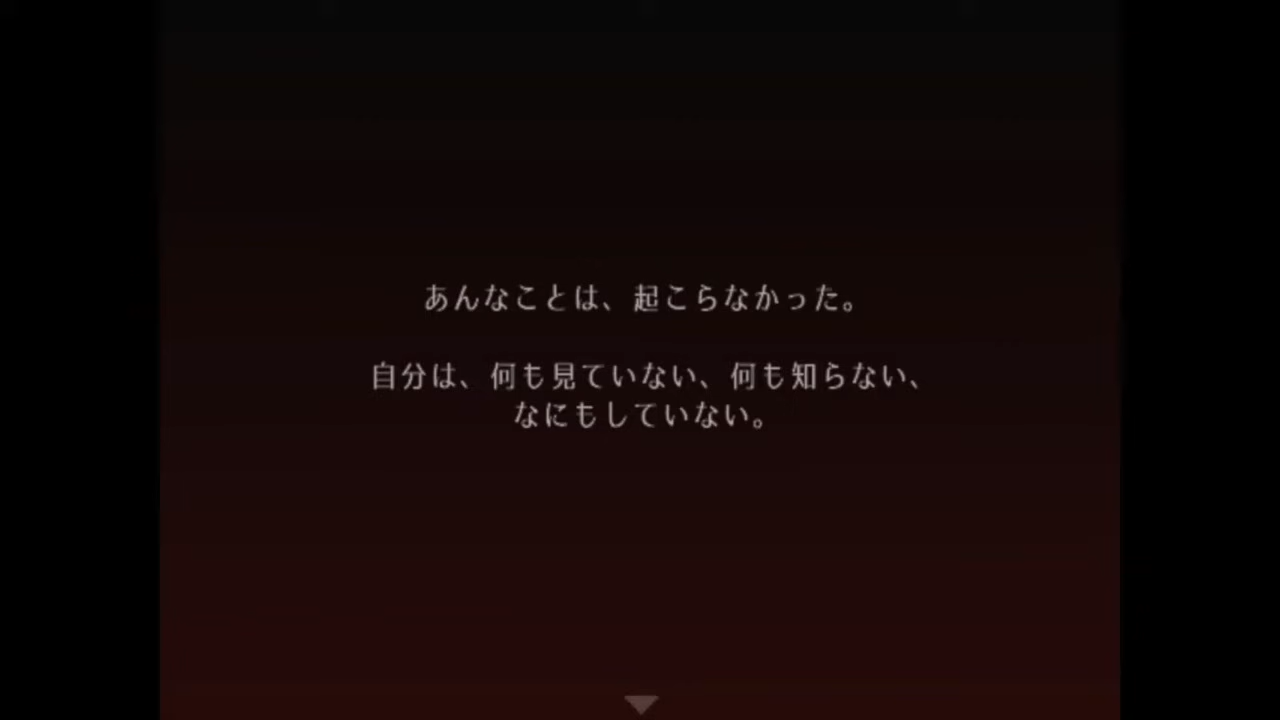 あんなことは、起こらなかった。
自分は、何も見ていない、何も知らない、
なにもしていない。